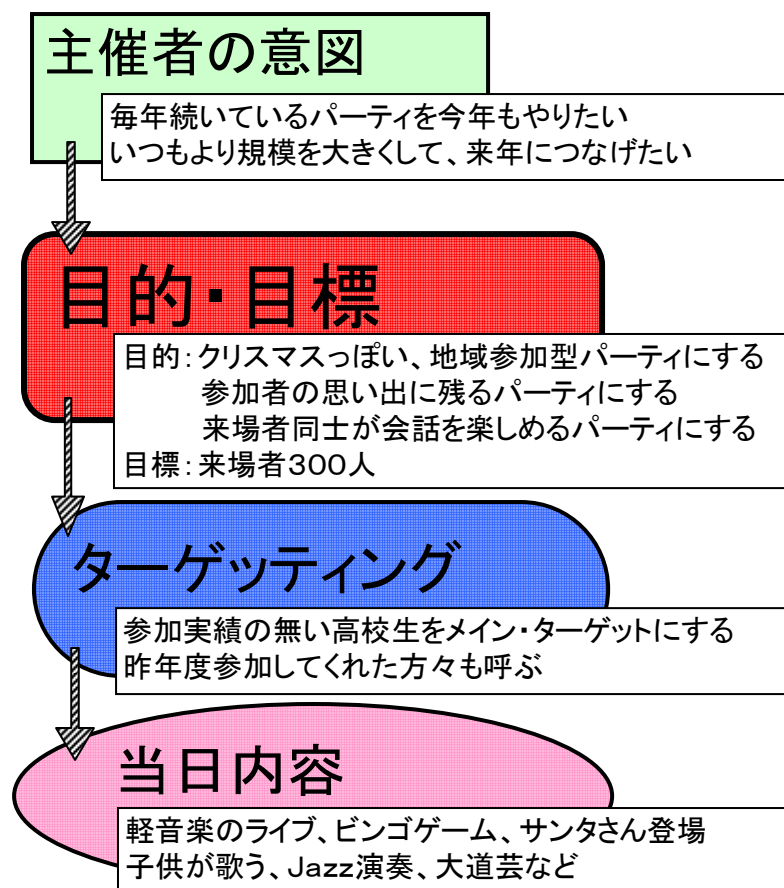 主催者の意図
毎年続いているパーティを今年もやりたい
いつもより規模を大きくして、来年につなげたい
目的・目標
目的：クリスマスっぽい、地域参加型パーティにする
参加者の思い出に残るパーティにする
来場者同士が会話を楽しめるパーティにする
目標：来場者３００人
ターゲッティング
参加実績の無い高校生をメイン・ターゲットにする
昨年度参加してくれた方々も呼ぶ
当日内容
軽音楽のライブ、ビンゴゲーム、サンタさん登場
子供が歌う、Jazz演奏、大道芸など